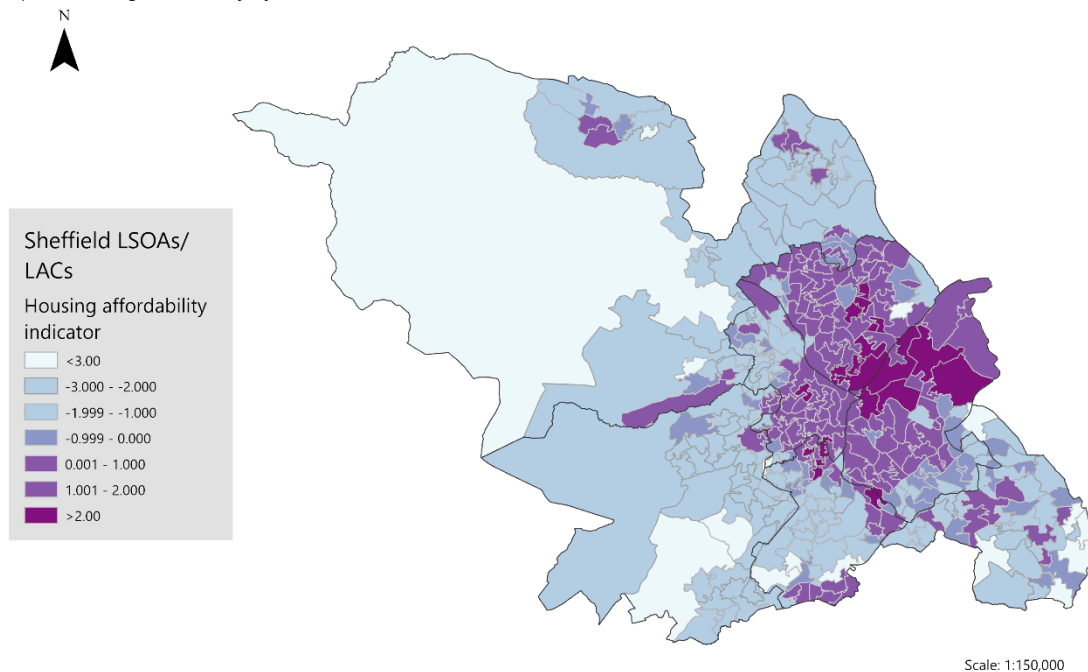 N
Sheffield LSOAs/
LACs
Housing affordability
indicator
<3.00
-3.000 - -2.000
-1.999 - -1.000
-0.999 - 0.000
0.001 - 1.000
1.001 - 2.000
>2.00
Scale: 1:150,000